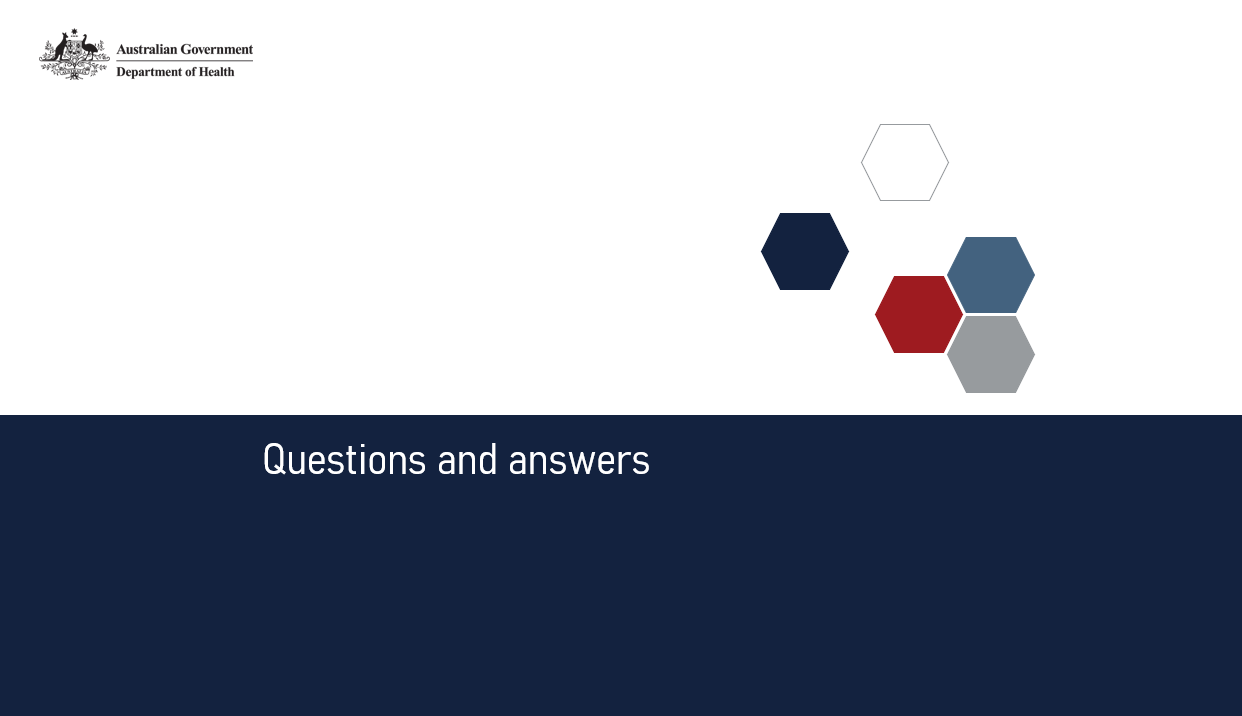 Australian Government
Department of Health
Questions and answers